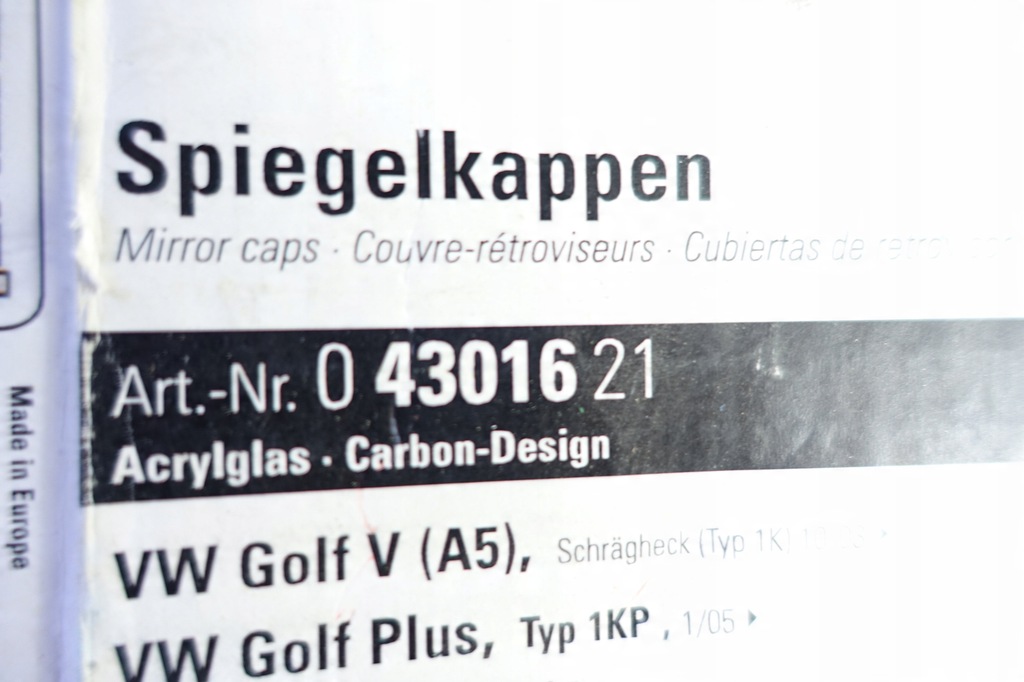 Spiegelkappen
Mirror caps · Couvre-rétroviseurs · Cubiertas de
Art.-Nr. 0 43016 21
Acrylglas · Carbon-Design
VW Golf V (A5), Schrägheck (Typ 1K)
VW Golf Plus, Typ 1KP , 1/05 ▸
Made in Europe